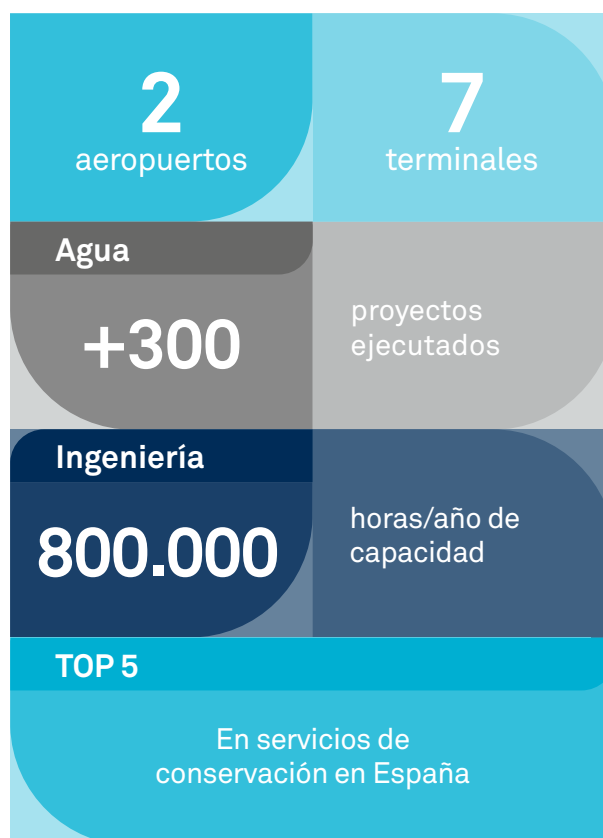 2
aeropuertos
7
terminales
Agua
+300
proyectos
ejecutados
Ingeniería
800.000
horas/año de
capacidad
TOP 5
En servicios de
conservación en España